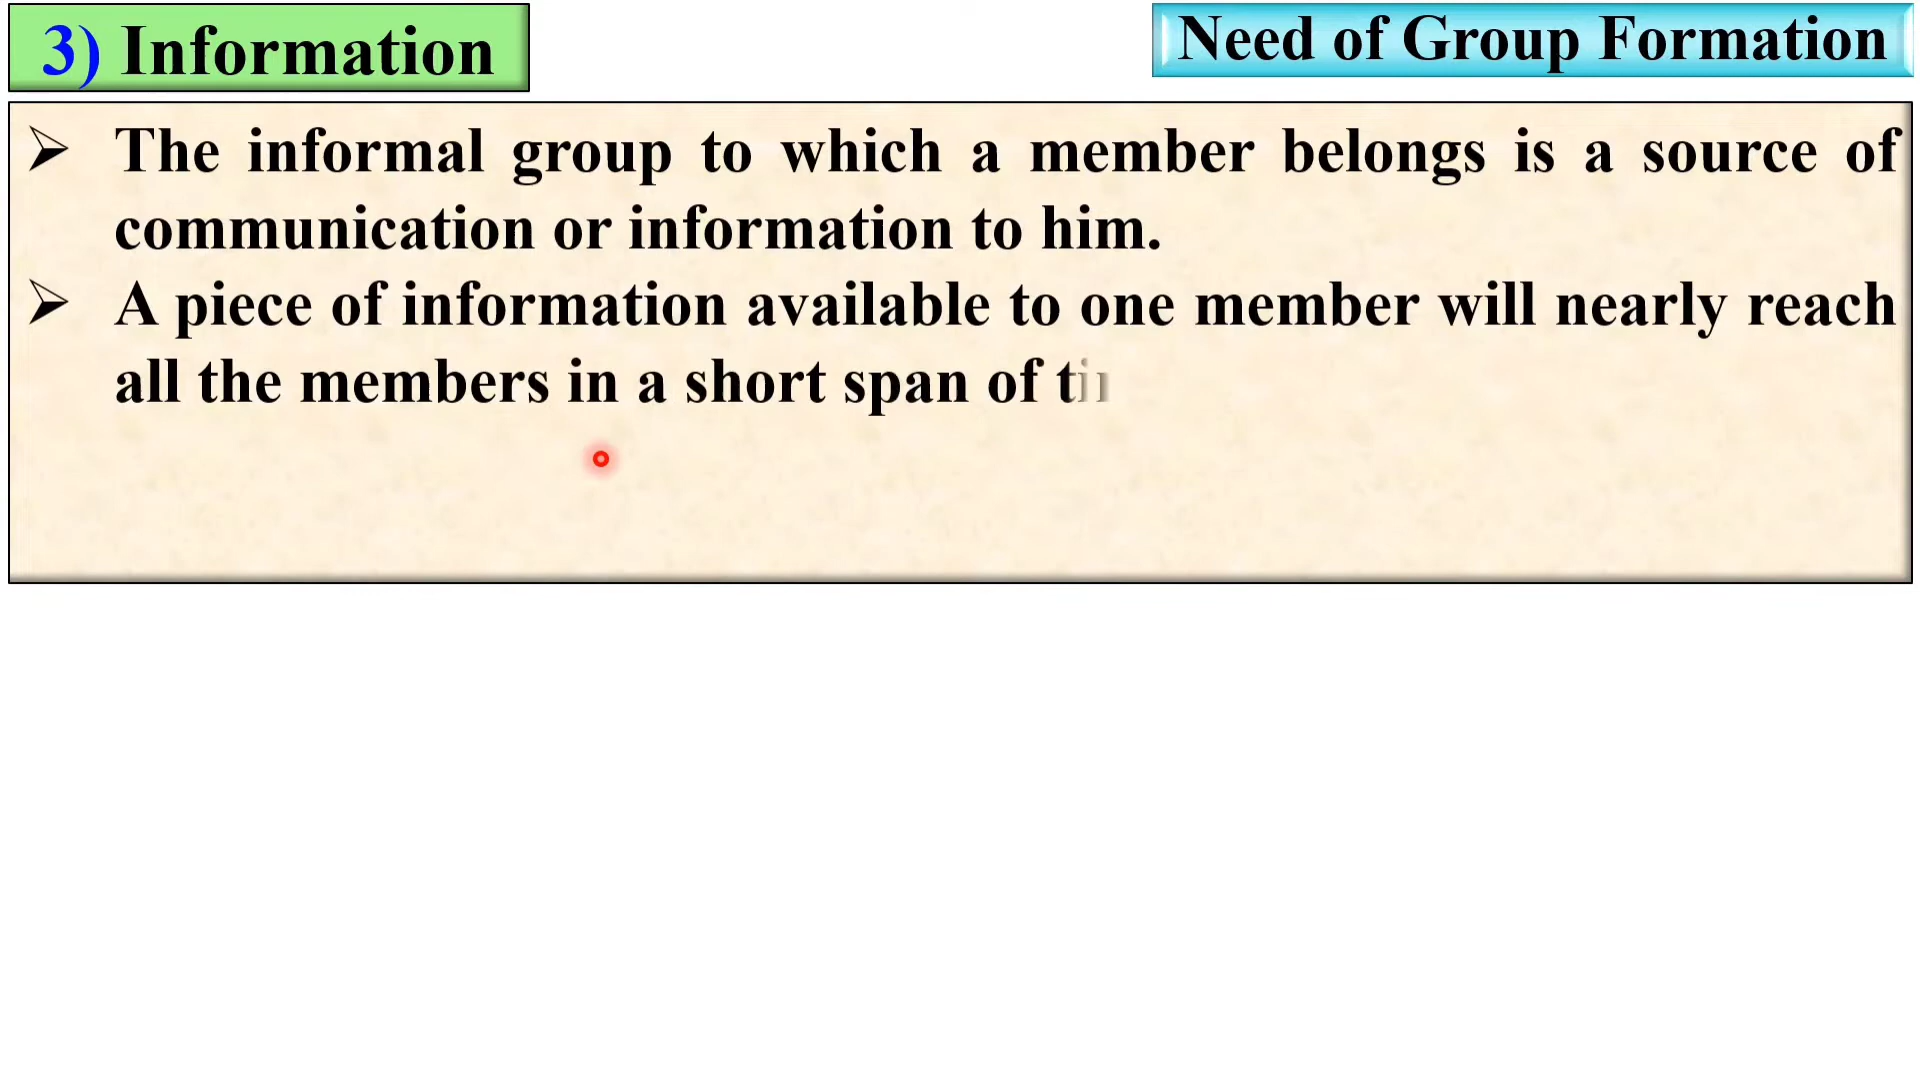 3) Information
Need of Group Formation
➢ The informal group to which a member belongs is a source of
communication or information to him.
➢ A piece of information available to one member will nearly reach
all the members in a short span of